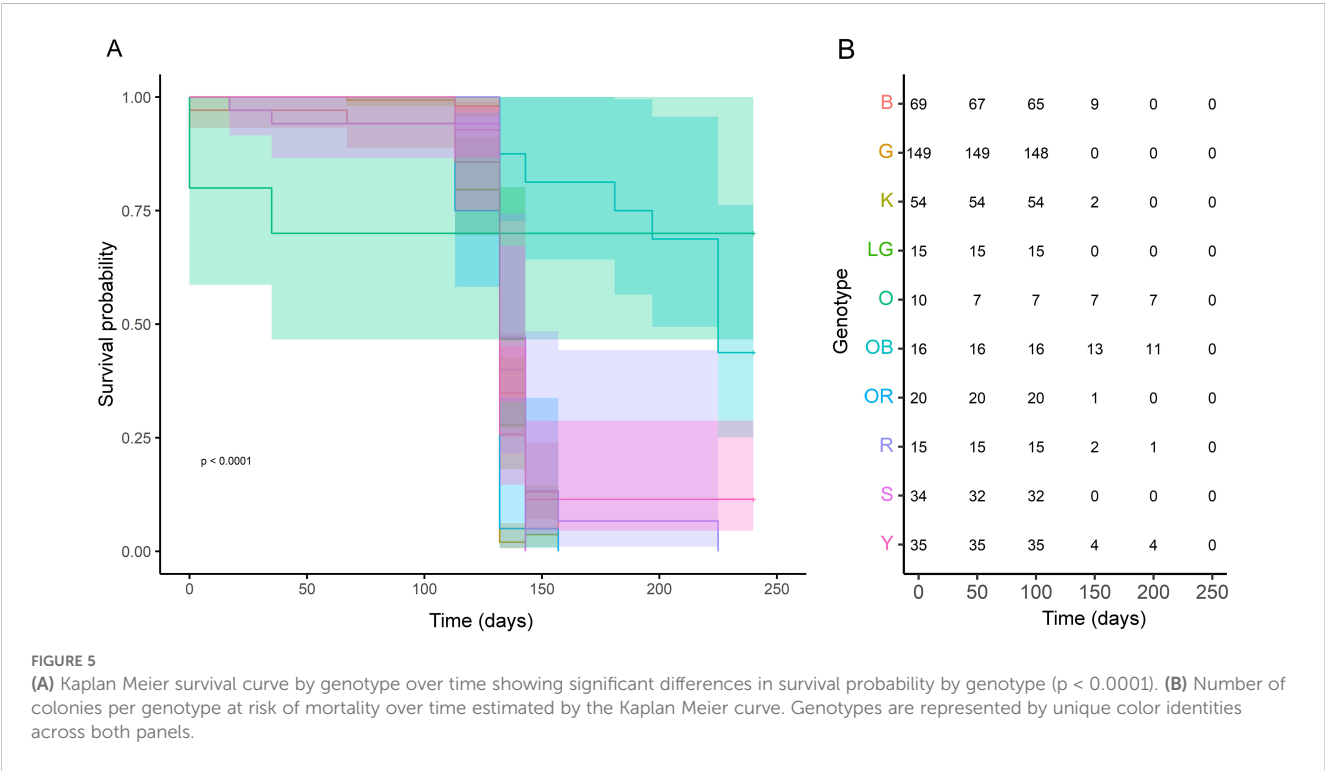 A
B
1.00
0.75
0.50
0.25
0.00
Survival probability
p < 0.0001
0 50 100 150 200 250
Time (days)
Genotype
B 69 67 65 9 0 0
G 149 149 148 0 0 0
K 54 54 54 2 0 0
LG 15 15 15 0 0 0
O 10 7 7 7 7 0
OB 16 16 16 13 11 0
OR 20 20 20 1 0 0
R 15 15 15 2 1 0
S 34 32 32 0 0 0
Y 35 35 35 4 4 0
0 50 100 150 200 250
Time (days)
FIGURE 5
(A) Kaplan Meier survival curve by genotype over time showing significant differences in survival probability by genotype (p < 0.0001). (B) Number of
colonies per genotype at risk of mortality over time estimated by the Kaplan Meier curve. Genotypes are represented by unique color identities
across both panels.